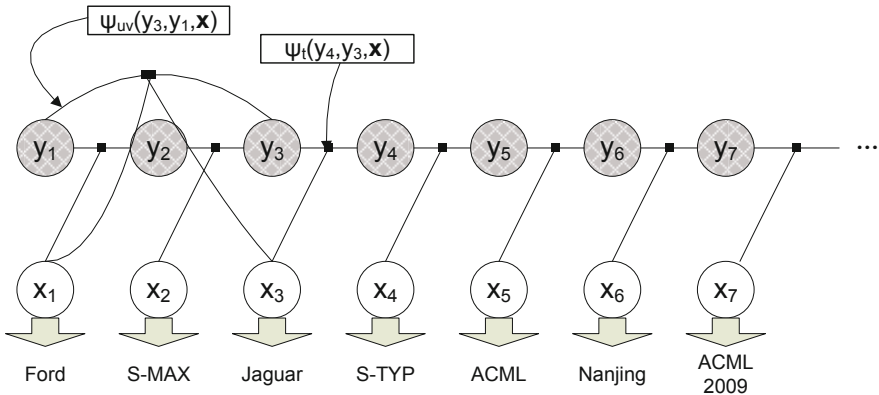 ψuv(y3,y1,x)
ψt(y4,y3,x)
y1 y2 y3 y4 y5 y6 y7 ...
x1 x2 x3 x4 x5 x6 x7
Ford S-MAX Jaguar S-TYP ACML Nanjing ACML
2009